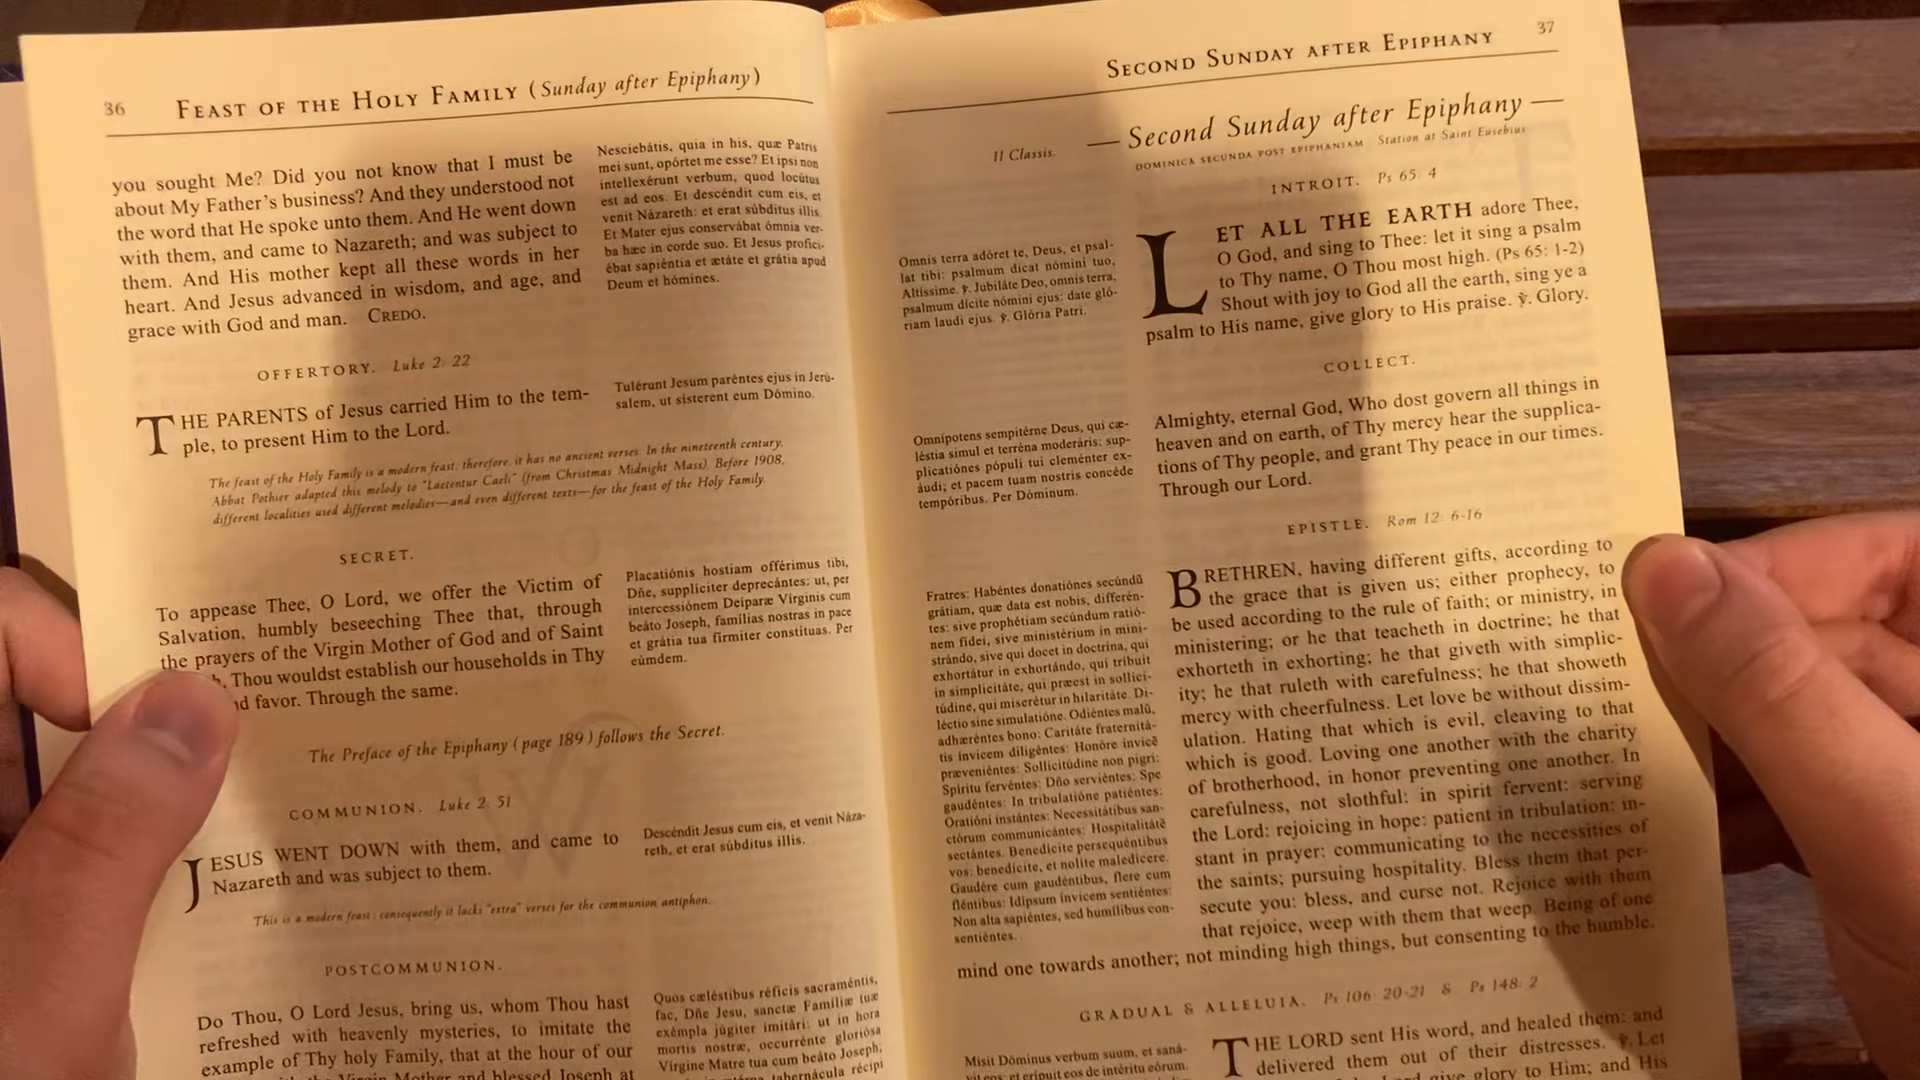 36
FEAST OF THE HOLY FAMILY (Sunday after Epiphany)
you sought Me? Did you not know that I must be
about My Father's business? And they understood not
the word that He spoke unto them. And He went down
with them, and came to Nazareth; and was subject to
them. And His mother kept all these words in her
heart. And Jesus advanced in wisdom, and age, and
grace with God and man. CREDO.
Nesciebátis, quia in his, quæ Patris
mei sunt, opórtet me esse? Et ipsi non
intellexérunt verbum, quod locútus
est ad eos. Et descéndit cum eis, et
venit Názareth: et erat súbditus illis.
Et Mater ejus conservábat ómnia ver-
ba hæc in corde suo. Et Jesus profici-
ébat sapiéntia et ætáte et grátia apud
Deum et hómines.
OFFERTORY. Luke 2: 22
THE PARENTS of Jesus carried Him to the tem-
ple, to present Him to the Lord.
Tulérunt Jesum paréntes ejus in Jerú-
salem, ut sísterent eum Dómino.
The feast of the Holy Family is a modern feast; therefore, it has no ancient verses. In the nineteenth century,
Abbat Pothier adapted this melody to "Laetentur Caeli" (from Christmas Midnight Mass). Before 1908,
different localities used different melodies—and even different texts—for the feast of the Holy Family.
SECRET.
To appease Thee, O Lord, we offer the Victim of
Salvation, humbly beseeching Thee that, through
the prayers of the Virgin Mother of God and of Saint
h, Thou wouldst establish our households in Thy
d favor. Through the same.
Placatiónis hostiam offérimus tibi,
Dñe, supplíciter deprecántes: ut, per
intercessiónem Deíparæ Vírginis cum
beáto Joseph, famílias nostras in pace
et grátia tua fírmiter constítuas. Per
eúmdem.
The Preface of the Epiphany (page 189) follows the Secret.
COMMUNION. Luke 2: 51
JESUS WENT DOWN with them, and came to
Nazareth and was subject to them.
Descéndit Jesus cum eis, et venit Náza-
reth, et erat súbditus illis.
This is a modern feast; consequently it lacks "extra" verses for the communion antiphon.
POSTCOMMUNION.
Do Thou, O Lord Jesus, bring us, whom Thou hast
refreshed with heavenly mysteries, to imitate the
example of Thy holy Family, that at the hour of our
Virgin Mother and blessed Joseph at
Quos cæléstibus réficis sacraméntis,
fac, Dñe Jesu, sanctæ Famíliæ tuæ
exémpla júgiter imitári: ut in hora
mortis nostræ, occurrénte gloriósa
Vírgine Matre tua cum beáto Joseph;
tabernácula récipi
SECOND SUNDAY AFTER EPIPHANY
37
II Classis.
— Second Sunday after Epiphany —
DOMINICA SECUNDA POST EPIPHANIAM Station at Saint Eusebius
INTROIT. Ps 65: 4
LET ALL THE EARTH adore Thee,
O God, and sing to Thee: let it sing a psalm
to Thy name, O Thou most high. (Ps 65: 1-2)
Shout with joy to God all the earth, sing ye a
psalm to His name, give glory to His praise. ℣. Glory.
Omnis terra adóret te, Deus, et psal-
lat tibi: psalmum dicat nómini tuo,
Altíssime. ℣. Jubiláte Deo, omnis terra,
psalmum dícite nómini ejus: date gló-
riam laudi ejus. ℣. Glória Patri.
COLLECT.
Almighty, eternal God, Who dost govern all things in
heaven and on earth, of Thy mercy hear the supplica-
tions of Thy people, and grant Thy peace in our times.
Through our Lord.
Omnípotens sempitérne Deus, qui cæ-
léstia simul et terréna moderáris: sup-
plicatiónes pópuli tui cleménter ex-
áudi; et pacem tuam nostris concéde
tempóribus. Per Dóminum.
EPISTLE. Rom 12: 6-16
BRETHREN, having different gifts, according to
the grace that is given us; either prophecy, to
be used according to the rule of faith; or ministry, in
ministering; or he that teacheth in doctrine; he that
exhorteth in exhorting; he that giveth with simplic-
ity; he that ruleth with carefulness; he that showeth
mercy with cheerfulness. Let love be without dissim-
ulation. Hating that which is evil, cleaving to that
which is good. Loving one another with the charity
of brotherhood, in honor preventing one another. In
carefulness, not slothful: in spirit fervent: serving
the Lord: rejoicing in hope: patient in tribulation: in-
stant in prayer: communicating to the necessities of
the saints; pursuing hospitality. Bless them that per-
secute you: bless, and curse not. Rejoice with them
that rejoice, weep with them that weep. Being of one
mind one towards another; not minding high things, but consenting to the humble.
Fratres: Habéntes donatiónes secúndũ
grátiam, quæ data est nobis, differén-
tes: sive prophétiam secúndum ratió-
nem fídei, sive ministérium in mini-
strándo, sive qui docet in doctrína, qui
exhortátur in exhortándo, qui tríbuit
in simplicitáte, qui præest in sollici-
túdine, qui miserétur in hilaritáte. Di-
léctio sine simulatióne. Odiéntes malũ,
adhæréntes bono: Caritáte fraternitá-
tis ínvicem diligéntes: Honóre ínvicẽ
præveniéntes: Sollicitúdine non pigri:
Spíritu fervéntes: Dño serviéntes: Spe
gaudéntes: In tribulatióne patiéntes:
Oratióni instántes: Necessitátibus san-
ctórum communicántes: Hospitalitátẽ
sectántes. Benedícite persequéntibus
vos: benedícite, et nolíte maledícere.
Gaudére cum gaudéntibus, flere cum
fléntibus: Idípsum ínvicem sentiéntes:
Non alta sapiéntes, sed humílibus con-
sentiéntes.
GRADUAL & ALLELUIA. Ps 106: 20-21 & Ps 148: 2
THE LORD sent His word, and healed them: and
delivered them out of their distresses. ℣. Let
give glory to Him; and His
Misit Dóminus verbum suum, et saná-
vit eos: et erípuit eos de intéritu eórum.